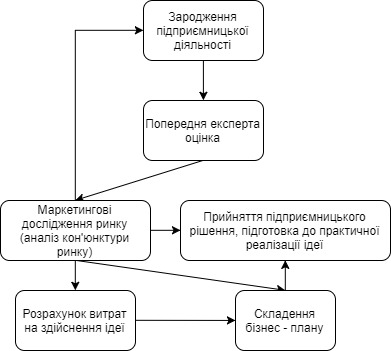 Зародження
підприємницької
діяльності
Попередня експерта
оцінка
Маркетингові
дослідження ринку
(аналіз кон'юнктури
ринку)
Прийняття підприємницького
рішення, підготовка до практичної
реалізації ідеї
Розрахунок витрат
на здійснення ідеї
Складення
бізнес - плану